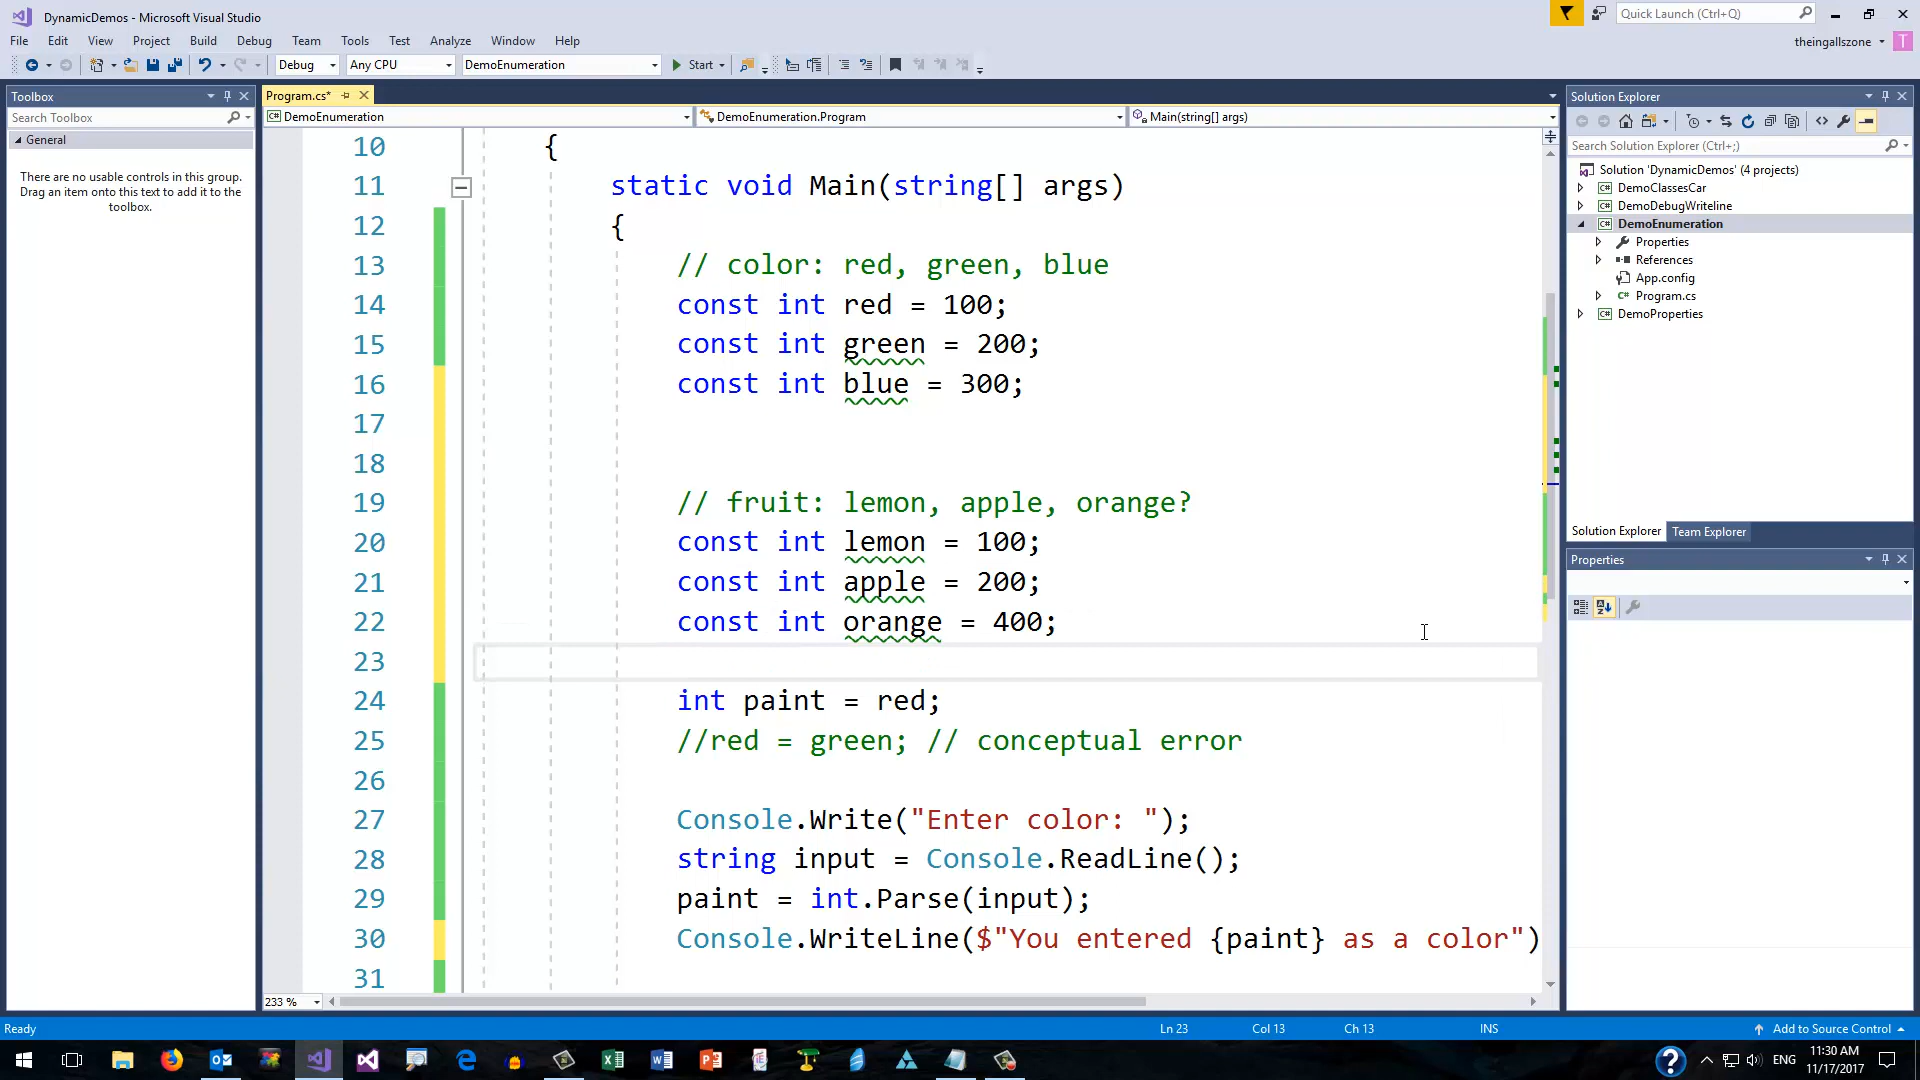 DynamicDemos - Microsoft Visual Studio
Quick Launch (Ctrl+Q)
File Edit View Project Build Debug Team Tools Test Analyze Window Help
theingallszone T
Debug Any CPU DemoEnumeration Start
Toolbox
Search Toolbox
General
There are no usable controls in this group.
Drag an item onto this text to add it to the
toolbox.
Program.cs*
DemoEnumeration DemoEnumeration.Program Main(string[] args)
10 {
11 static void Main(string[] args)
12 {
13 // color: red, green, blue
14 const int red = 100;
15 const int green = 200;
16 const int blue = 300;
17
18
19 // fruit: lemon, apple, orange?
20 const int lemon = 100;
21 const int apple = 200;
22 const int orange = 400;
23
24 int paint = red;
25 //red = green; // conceptual error
26
27 Console.Write("Enter color: ");
28 string input = Console.ReadLine();
29 paint = int.Parse(input);
30 Console.WriteLine($"You entered {paint} as a color")
31
233 %
Solution Explorer
Search Solution Explorer (Ctrl+;)
Solution 'DynamicDemos' (4 projects)
C# DemoClassesCar
C# DemoDebugWriteline
C# DemoEnumeration
Properties
References
App.config
C# Program.cs
C# DemoProperties
Solution Explorer Team Explorer
Properties
Ready Ln 23 Col 13 Ch 13 INS Add to Source Control
ENG
11:30 AM
11/17/2017